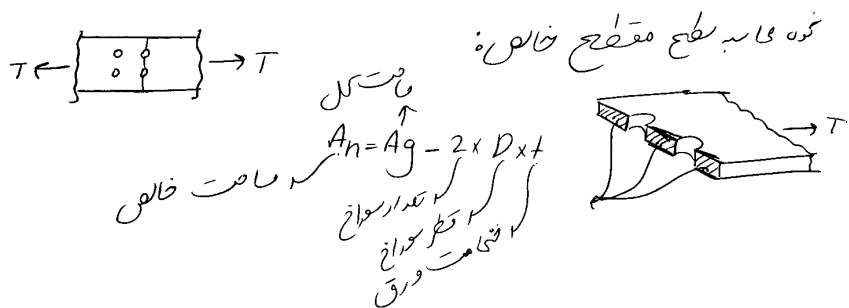 نحوه محاسبه سطح مقطع خالص:
T
T
مساحت کل
T
An = Ag - 2 x D x t
مساحت خالص
تعداد سوراخ
قطر سوراخ
ضخامت ورق